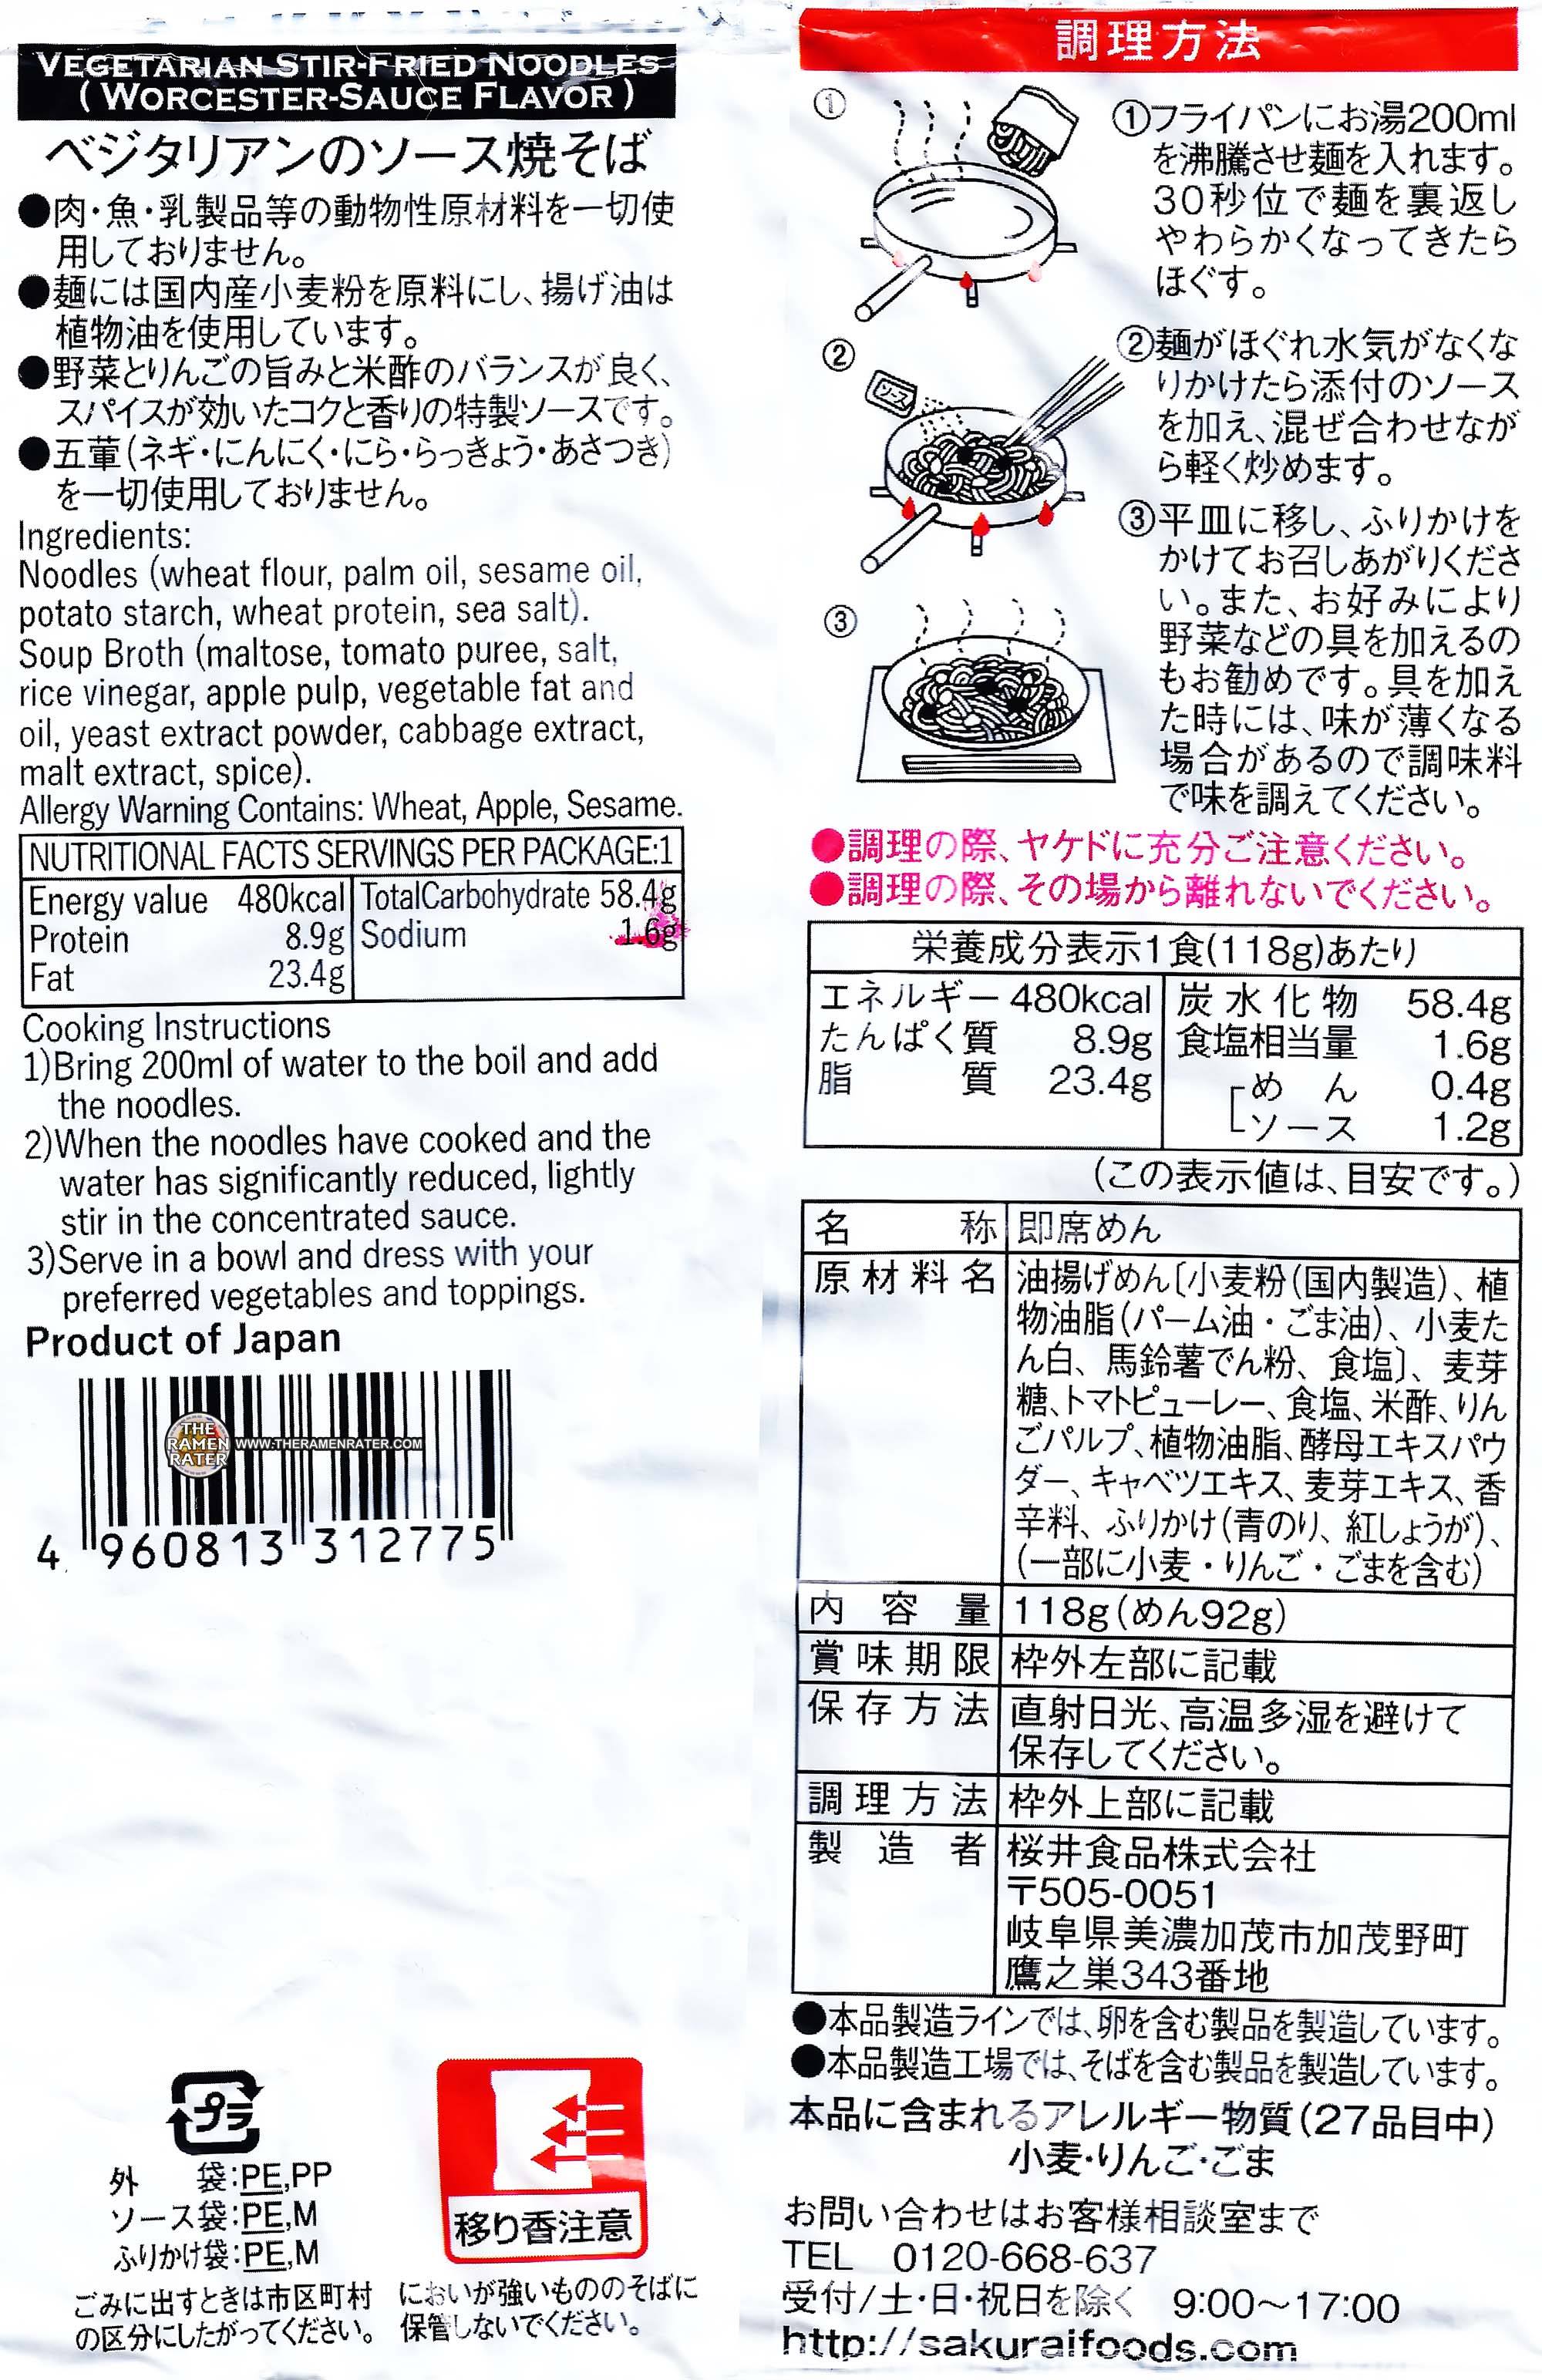 VEGETARIAN STIR-FRIED NOODLES
(WORCESTER-SAUCE FLAVOR)
ベジタリアンのソース焼そば
●肉・魚・乳製品等の動物性原材料を一切使
用しておりません。
●麺には国内産小麦粉を原料にし、揚げ油は
植物油を使用しています。
●野菜とりんごの旨みと米酢のバランスが良く、
スパイスが効いたコクと香りの特製ソースです。
●五葷(ネギ・にんにく・にら・らっきょう・あさつき)
を一切使用しておりません。
Ingredients:
Noodles (wheat flour, palm oil, sesame oil,
potato starch, wheat protein, sea salt).
Soup Broth (maltose, tomato puree, salt,
rice vinegar, apple pulp, vegetable fat and
oil, yeast extract powder, cabbage extract,
malt extract, spice).
Allergy Warning Contains: Wheat, Apple, Sesame.
NUTRITIONAL FACTS SERVINGS PER PACKAGE:1
Energy value 480kcal TotalCarbohydrate 58.4g
Protein 8.9g Sodium 1.6g
Fat 23.4g
Cooking Instructions
1)Bring 200ml of water to the boil and add
the noodles.
2)When the noodles have cooked and the
water has significantly reduced, lightly
stir in the concentrated sauce.
3)Serve in a bowl and dress with your
preferred vegetables and toppings.
Product of Japan
THE
RAMEN
RATER
WWW.THERAMENRATER.COM
4 960813 312775
プラ
外 袋:PE,PP
ソース袋:PE,M
ふりかけ袋:PE,M
ごみに出すときは市区町村
の区分にしたがってください。
移り香注意
においが強いもののそばに
保管しないでください。
調理方法
①
①フライパンにお湯200ml
を沸騰させ麺を入れます。
30秒位で麺を裏返し
やわらかくなってきたら
ほぐす。
②
ソース
②麺がほぐれ水気がなくな
りかけたら添付のソース
を加え、混ぜ合わせなが
ら軽く炒めます。
③
③平皿に移し、ふりかけを
かけてお召しあがりくださ
い。また、お好みにより
野菜などの具を加えるの
もお勧めです。具を加え
た時には、味が薄くなる
場合があるので調味料
で味を調えてください。
●調理の際、ヤケドに充分ご注意ください。
●調理の際、その場から離れないでください。
栄養成分表示1食(118g)あたり
エネルギー 480kcal 炭水化物 58.4g
たんぱく質 8.9g 食塩相当量 1.6g
脂質 23.4g めん 0.4g
ソース 1.2g
(この表示値は、目安です。)
名称 即席めん
原材料名 油揚げめん〔小麦粉(国内製造)、植
物油脂(パーム油・ごま油)、小麦た
ん白、馬鈴薯でん粉、食塩〕、麦芽
糖、トマトピューレー、食塩、米酢、りん
ごパルプ、植物油脂、酵母エキスパウ
ダー、キャベツエキス、麦芽エキス、香
辛料、ふりかけ(青のり、紅しょうが)、
(一部に小麦・りんご・ごまを含む)
内容量 118g(めん92g)
賞味期限 枠外左部に記載
保存方法 直射日光、高温多湿を避けて
保存してください。
調理方法 枠外上部に記載
製造者 桜井食品株式会社
〒505-0051
岐阜県美濃加茂市加茂野町
鷹之巣343番地
●本品製造ラインでは、卵を含む製品を製造しています。
●本品製造工場では、そばを含む製品を製造しています。
本品に含まれるアレルギー物質(27品目中)
小麦・りんご・ごま
お問い合わせはお客様相談室まで
TEL 0120-668-637
受付/土・日・祝日を除く 9:00～17:00
http://sakuraifoods.com